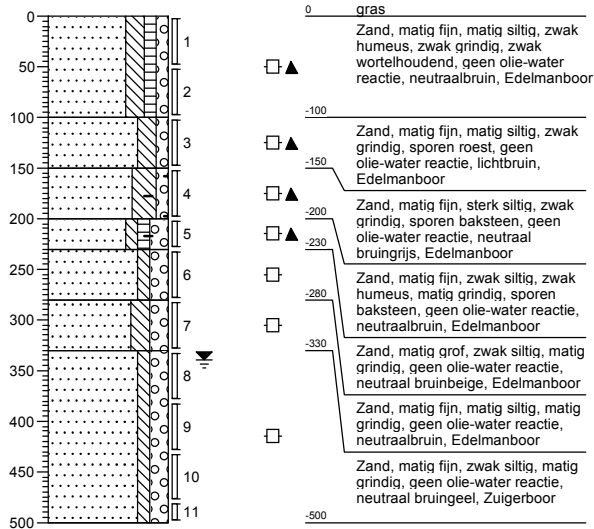 0
50
100
150
200
250
300
350
400
450
500
1
2
3
4
5
6
7
8
9
10
11
0
gras
Zand, matig fijn, matig siltig, zwak
humeus, zwak grindig, zwak
wortelhoudend, geen olie-water
reactie, neutraalbruin, Edelmanboor
-100
Zand, matig fijn, matig siltig, zwak
grindig, sporen roest, geen
olie-water reactie, lichtbruin,
Edelmanboor
-150
Zand, matig fijn, sterk siltig, zwak
grindig, sporen baksteen, geen
olie-water reactie, neutraal
bruingrijs, Edelmanboor
-200
Zand, matig fijn, zwak siltig, zwak
humeus, matig grindig, sporen
baksteen, geen olie-water reactie,
neutraalbruin, Edelmanboor
-230
Zand, matig grof, zwak siltig, matig
grindig, geen olie-water reactie,
neutraal bruinbeige, Edelmanboor
-280
Zand, matig fijn, matig siltig, matig
grindig, geen olie-water reactie,
neutraalbruin, Edelmanboor
-330
Zand, matig fijn, zwak siltig, matig
grindig, geen olie-water reactie,
neutraal bruingeel, Zuigerboor
-500